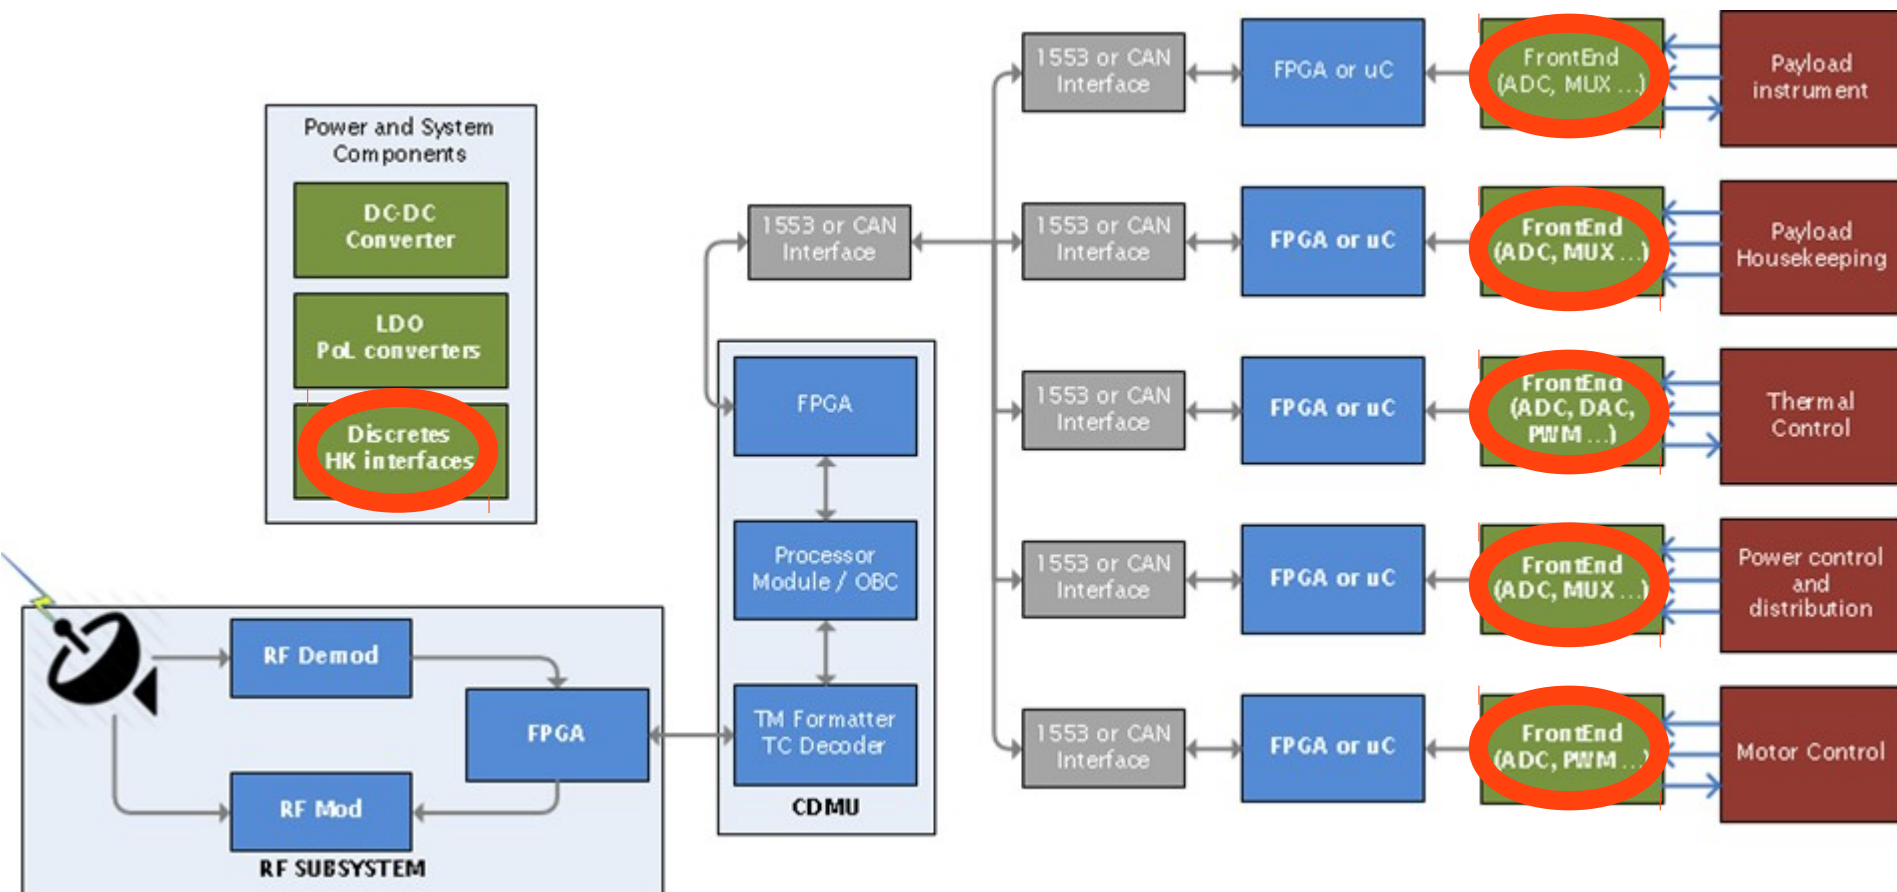 Power and System
Components
DC-DC
Converter
LDO
PoL converters
Discretes
HK interfaces
RF Demod
FPGA
RF Mod
RF SUBSYSTEM
1553 or CAN
Interface
FPGA
Processor
Module / OBC
TM Formatter
TC Decoder
CDMU
1553 or CAN
Interface
FPGA or uC
FrontEnd
(ADC, MUX ...)
Payload
instrument
1553 or CAN
Interface
FPGA or uC
FrontEnd
(ADC, MUX ...)
Payload
Housekeeping
1553 or CAN
Interface
FPGA or uC
FrontEnd
(ADC, DAC,
PWM ...)
Thermal
Control
1553 or CAN
Interface
FPGA or uC
FrontEnd
(ADC, MUX ...)
Power control
and
distribution
1553 or CAN
Interface
FPGA or uC
FrontEnd
(ADC, PWM ...)
Motor Control